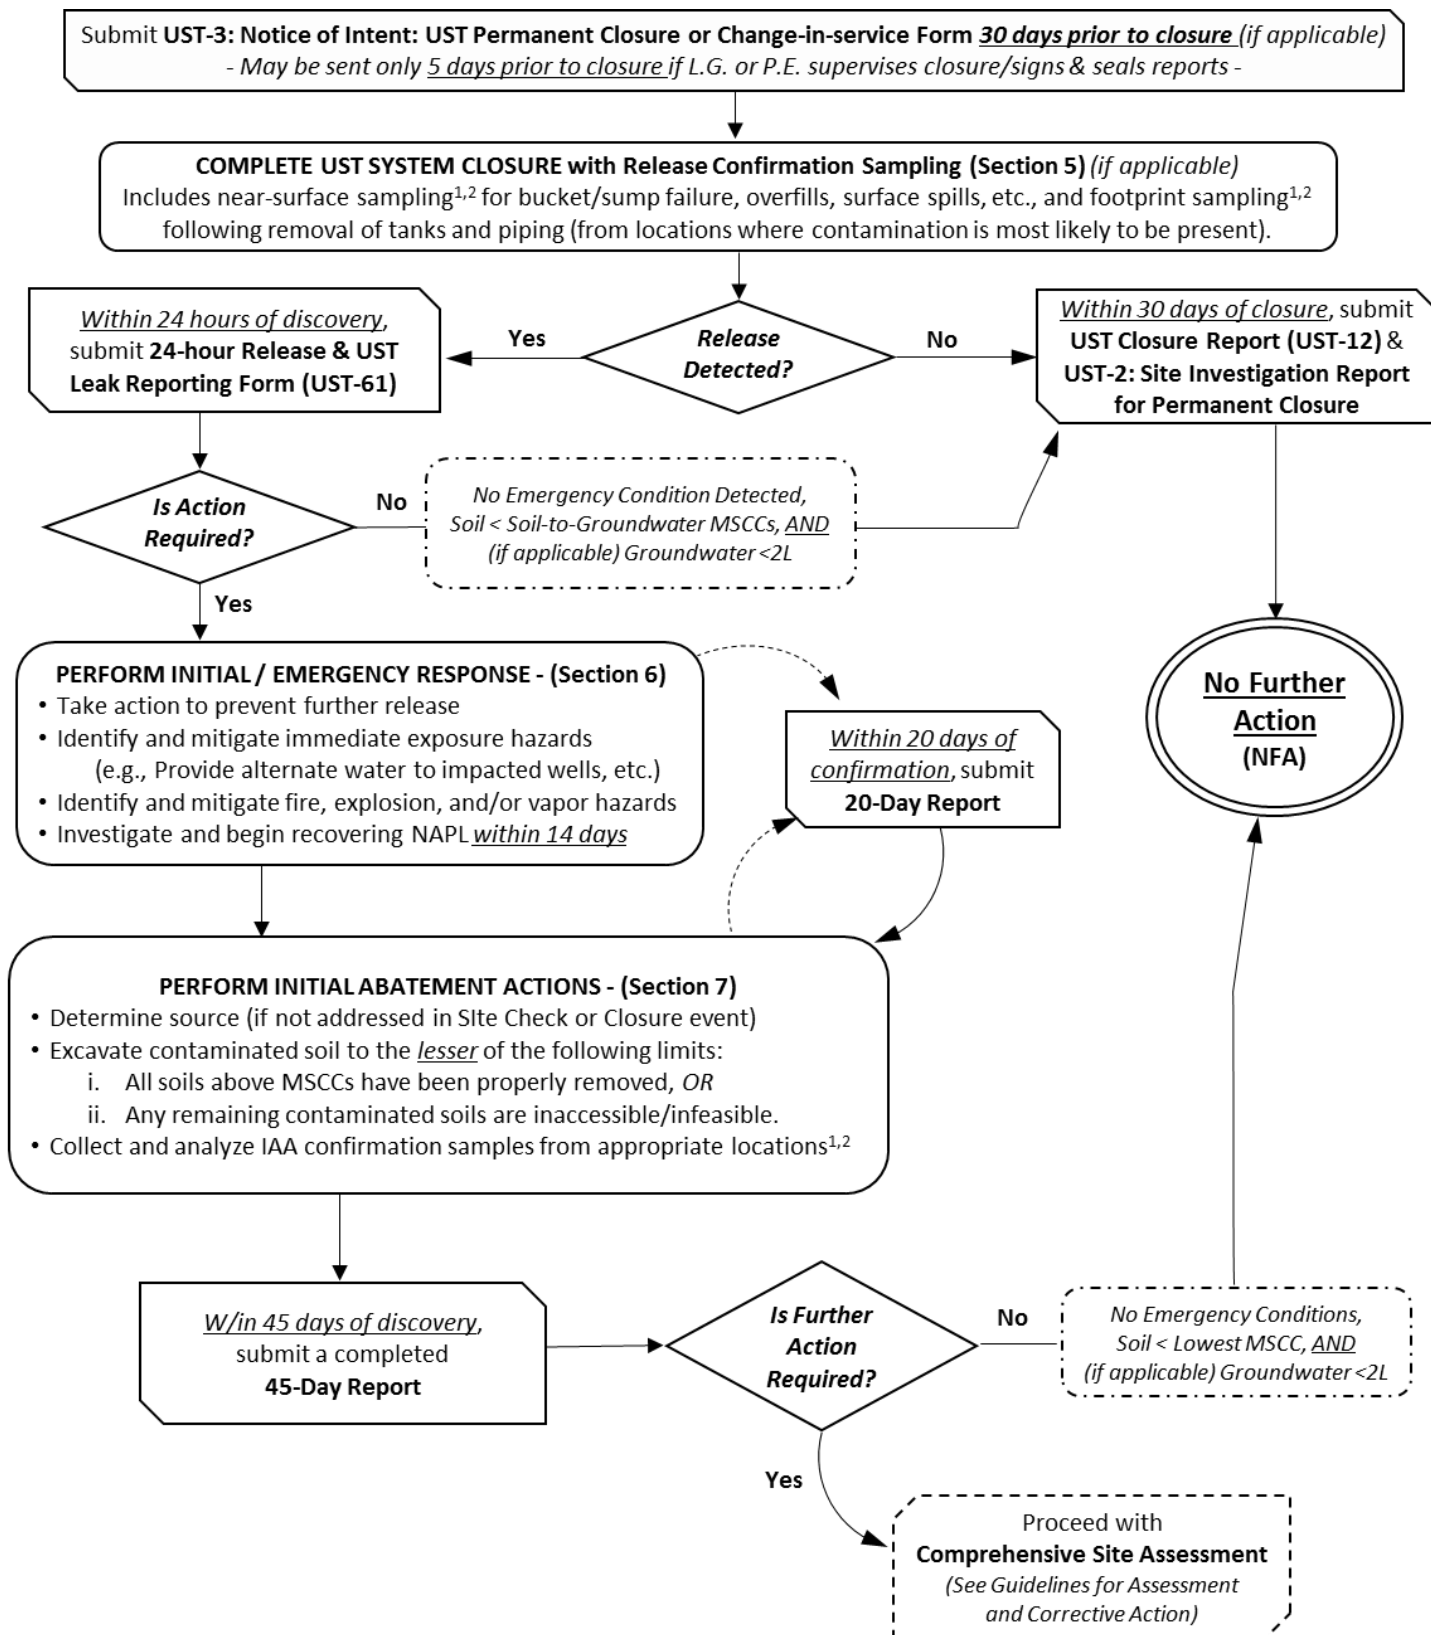 Submit UST-3: Notice of Intent: UST Permanent Closure or Change-in-service Form 30 days prior to closure (if applicable)
- May be sent only 5 days prior to closure if L.G. or P.E. supervises closure/signs & seals reports -
COMPLETE UST SYSTEM CLOSURE with Release Confirmation Sampling (Section 5) (if applicable)
Includes near-surface sampling1,2 for bucket/sump failure, overfills, surface spills, etc., and footprint sampling1,2
following removal of tanks and piping (from locations where contamination is most likely to be present).
Within 24 hours of discovery,
submit 24-hour Release & UST
Leak Reporting Form (UST-61)
Yes
Release
Detected?
No
Within 30 days of closure, submit
UST Closure Report (UST-12) &
UST-2: Site Investigation Report
for Permanent Closure
Is Action
Required?
No
No Emergency Condition Detected,
Soil < Soil-to-Groundwater MSCCs, AND
(if applicable) Groundwater <2L
Yes
PERFORM INITIAL / EMERGENCY RESPONSE - (Section 6)
• Take action to prevent further release
• Identify and mitigate immediate exposure hazards
(e.g., Provide alternate water to impacted wells, etc.)
• Identify and mitigate fire, explosion, and/or vapor hazards
• Investigate and begin recovering NAPL within 14 days
Within 20 days of
confirmation, submit
20-Day Report
No Further
Action
(NFA)
PERFORM INITIAL ABATEMENT ACTIONS - (Section 7)
• Determine source (if not addressed in SIte Check or Closure event)
• Excavate contaminated soil to the lesser of the following limits:
i. All soils above MSCCs have been properly removed, OR
ii. Any remaining contaminated soils are inaccessible/infeasible.
• Collect and analyze IAA confirmation samples from appropriate locations1,2
W/in 45 days of discovery,
submit a completed
45-Day Report
Is Further
Action
Required?
No
No Emergency Conditions,
Soil < Lowest MSCC, AND
(if applicable) Groundwater <2L
Yes
Proceed with
Comprehensive Site Assessment
(See Guidelines for Assessment
and Corrective Action)